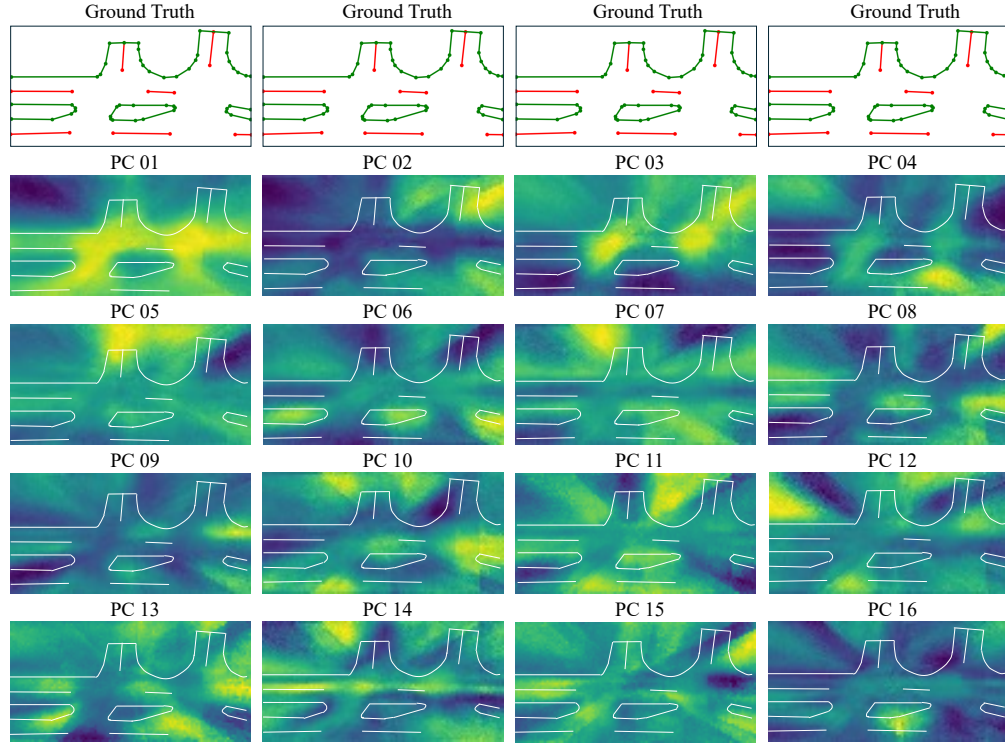 Ground Truth Ground Truth Ground Truth Ground Truth
PC 01 PC 02 PC 03 PC 04
PC 05 PC 06 PC 07 PC 08
PC 09 PC 10 PC 11 PC 12
PC 13 PC 14 PC 15 PC 16